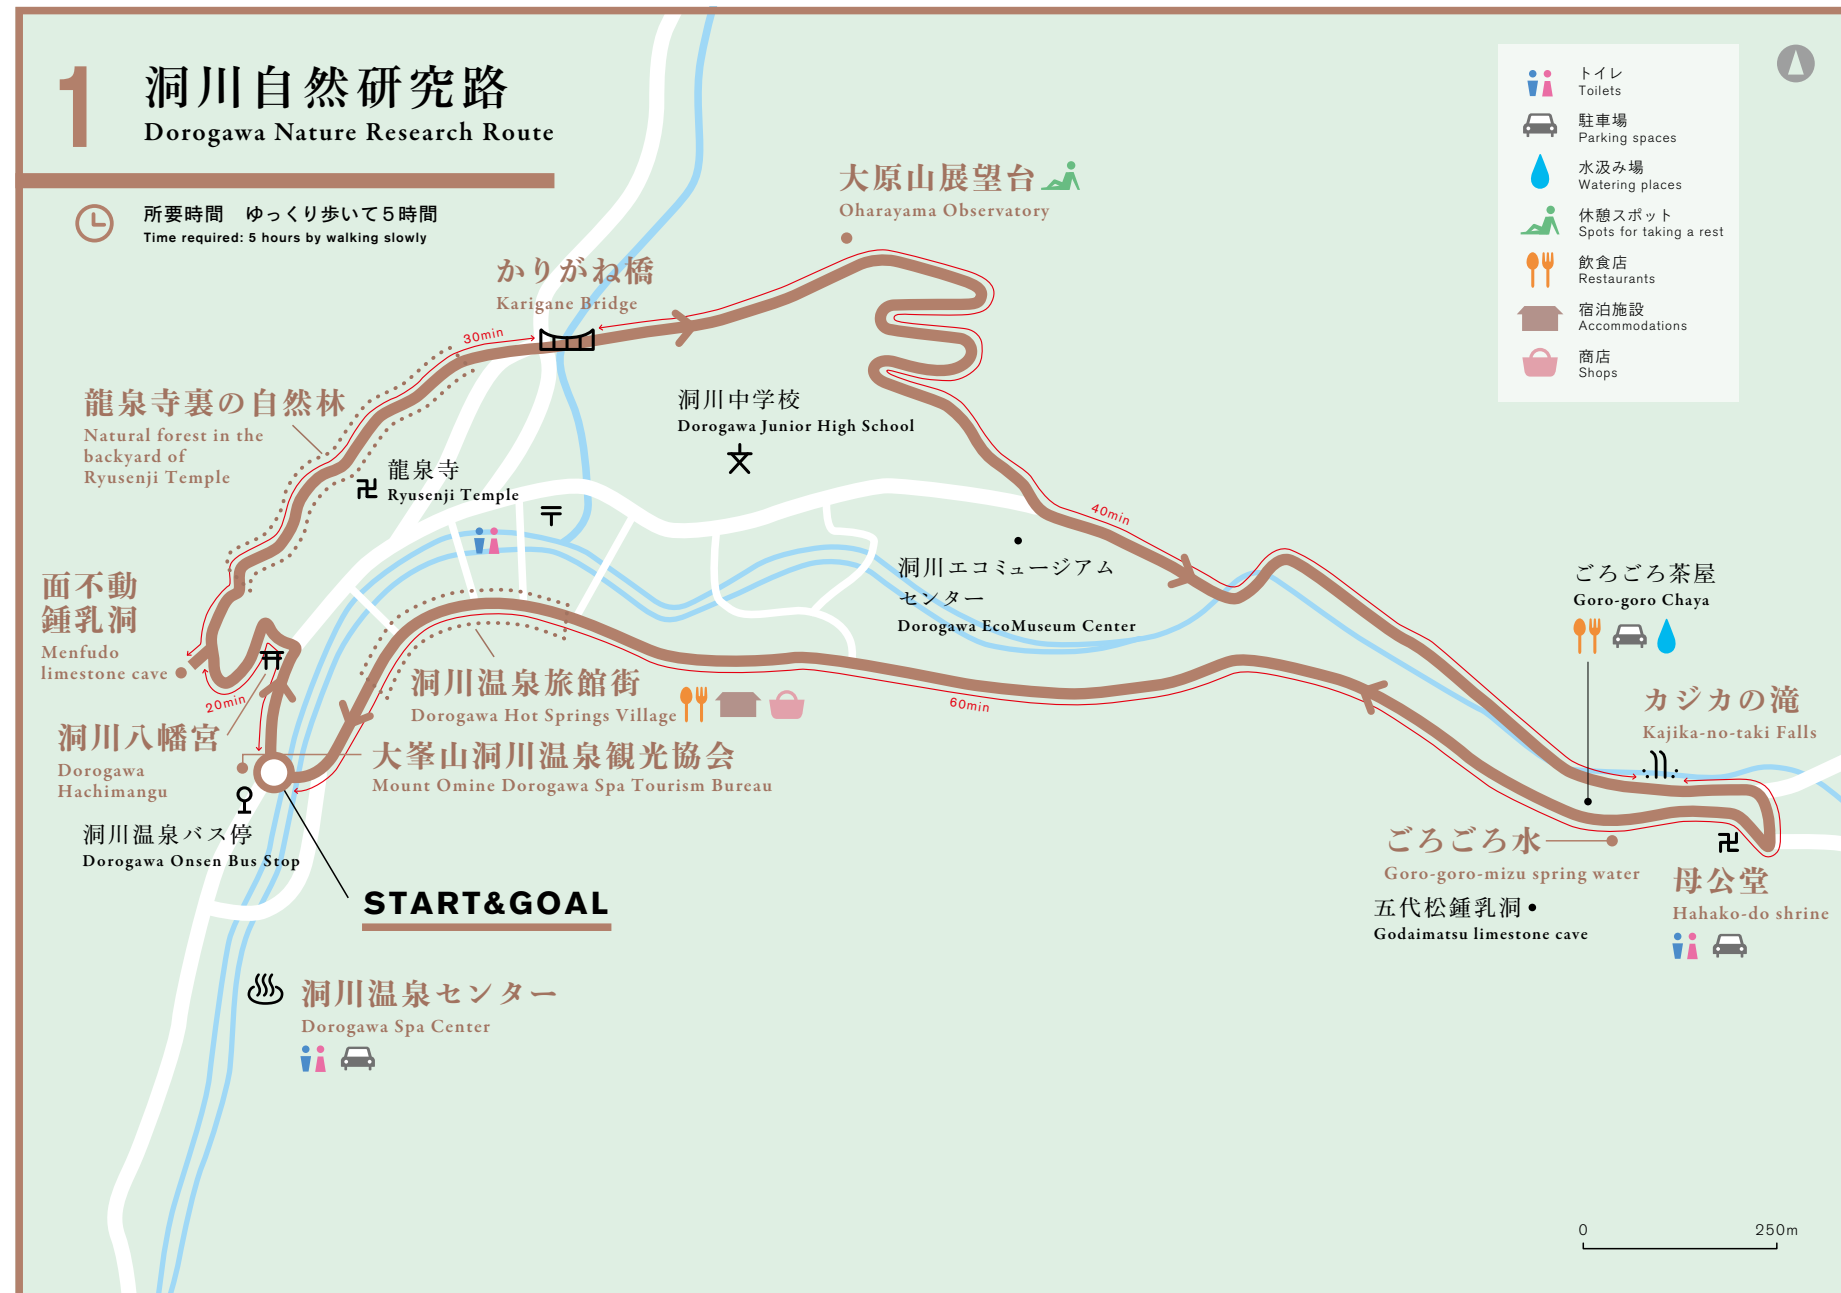 1
洞川自然研究路
Dorogawa Nature Research Route
所要時間 ゆっくり歩いて5時間
Time required: 5 hours by walking slowly
トイレ
Toilets
駐車場
Parking spaces
水汲み場
Watering places
休憩スポット
Spots for taking a rest
飲食店
Restaurants
宿泊施設
Accommodations
商店
Shops
大原山展望台
Oharayama Observatory
かりがね橋
Karigane Bridge
30min
龍泉寺裏の自然林
Natural forest in the
backyard of
Ryusenji Temple
洞川中学校
Dorogawa Junior High School
文
龍泉寺
Ryusenji Temple
卍
〒
40min
洞川エコミュージアム
センター
Dorogawa EcoMuseum Center
面不動
鍾乳洞
Menfudo
limestone cave
20min
ごろごろ茶屋
Goro-goro Chaya
洞川温泉旅館街
Dorogawa Hot Springs Village
60min
カジカの滝
Kajika-no-taki Falls
洞川八幡宮
Dorogawa
Hachimangu
大峯山洞川温泉観光協会
Mount Omine Dorogawa Spa Tourism Bureau
洞川温泉バス停
Dorogawa Onsen Bus Stop
START&GOAL
ごろごろ水
Goro-goro-mizu spring water
卍
母公堂
Hahako-do shrine
五代松鍾乳洞
Godaimatsu limestone cave
洞川温泉センター
Dorogawa Spa Center
0 250m